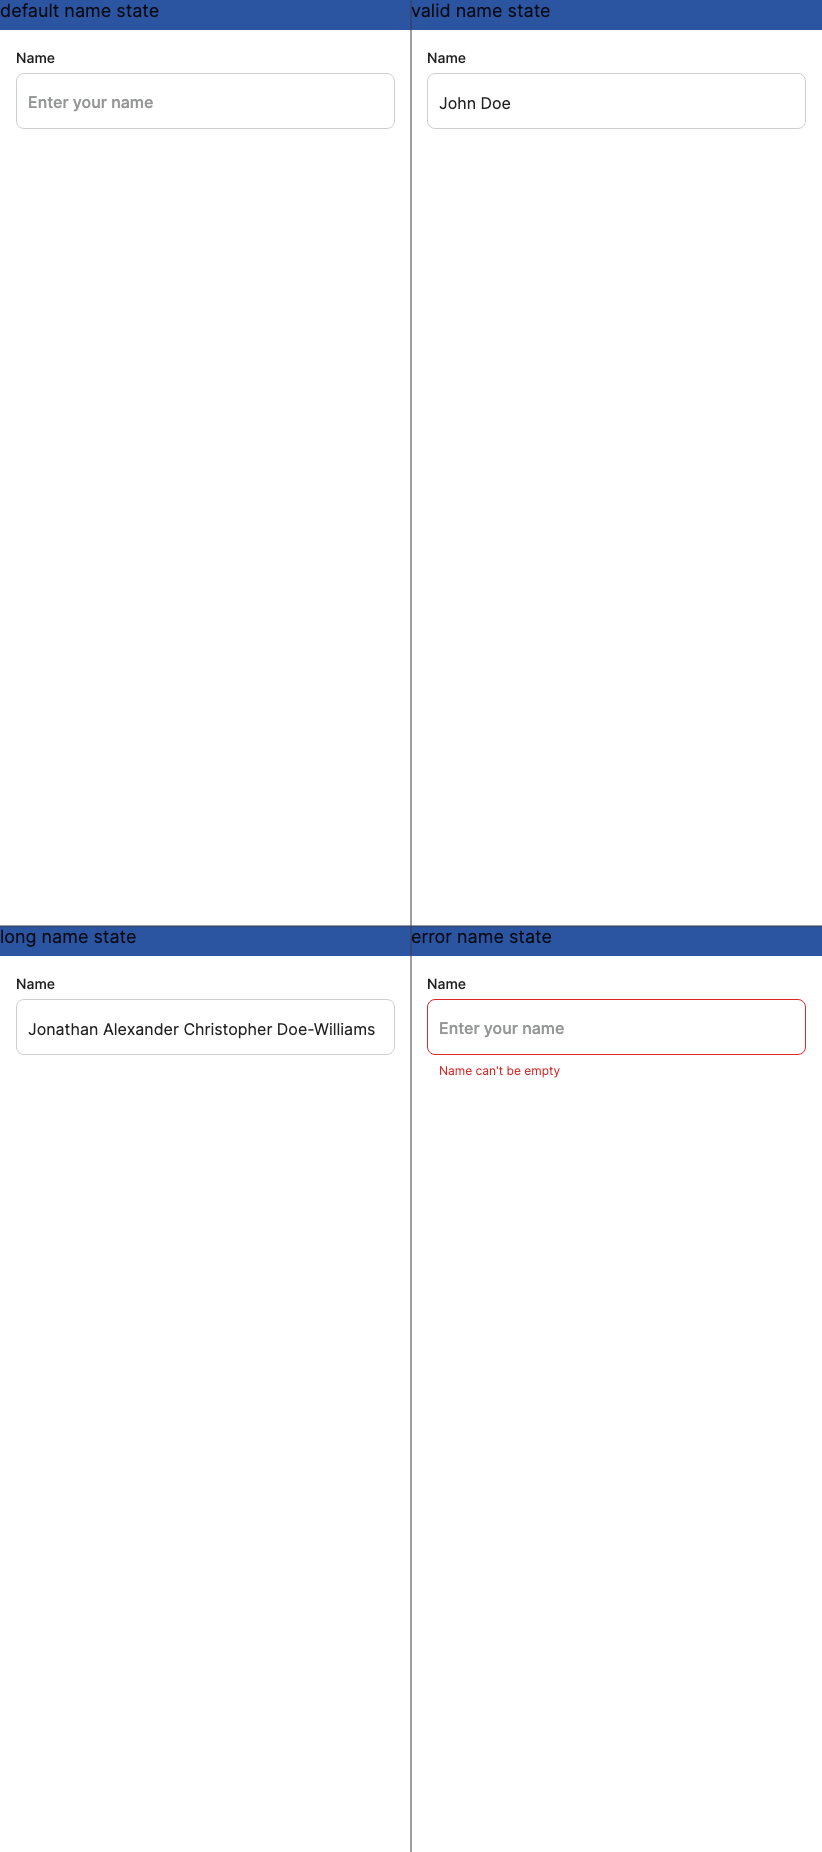 default name state
valid name state
Name
Enter your name
Name
John Doe
long name state
error name state
Name
Jonathan Alexander Christopher Doe-Williams
Name
Enter your name
Name can't be empty